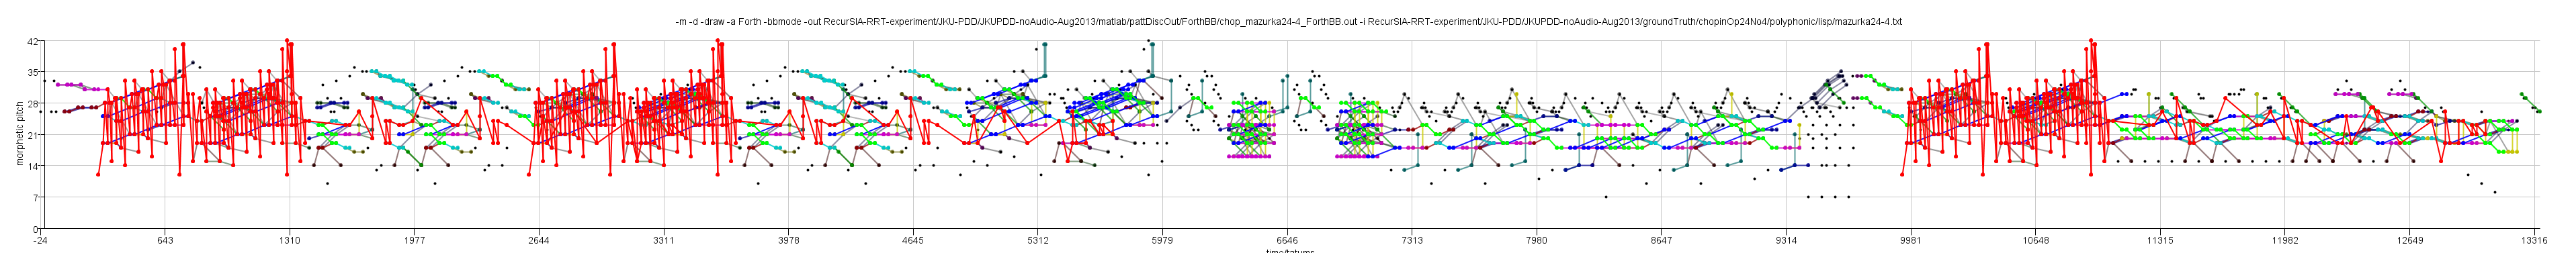 -m -d -draw -a Forth -bbmode -out RecurSIA-RRT-experiment/JKU-PDD/JKUPDD-noAudio-Aug2013/matlab/pattDiscOut/ForthBB/chop_mazurka24-4_ForthBB.out -i RecurSIA-RRT-experiment/JKU-PDD/JKUPDD-noAudio-Aug2013/groundTruth/chopinOp24No4/polyphonic/lisp/mazurka24-4.txt
morphetic pitch
42
35
28
21
14
7
0
-24 643 1310 1977 2644 3311 3978 4645 5312 5979 6646 7313 7980 8647 9314 9981 10648 11315 11982 12649 13316
time/tatums